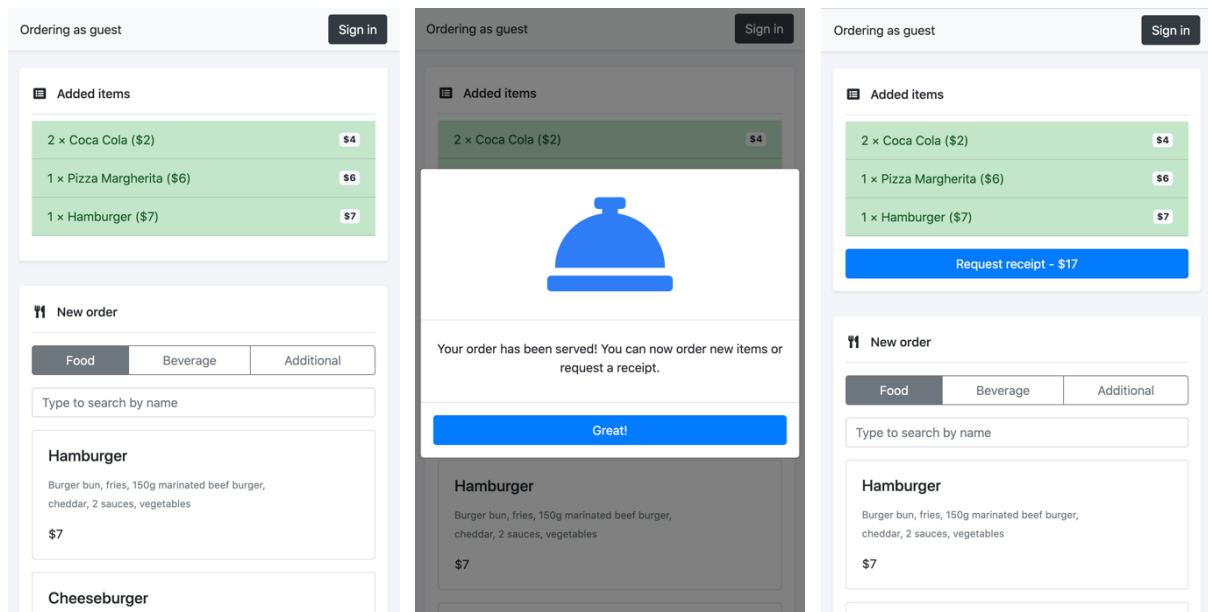 Ordering as guest
Sign in
Added items
2 × Coca Cola ($2) $4
1 × Pizza Margherita ($6) $6
1 × Hamburger ($7) $7
New order
Food Beverage Additional
Type to search by name
Hamburger
Burger bun, fries, 150g marinated beef burger,
cheddar, 2 sauces, vegetables
$7
Cheeseburger
Ordering as guest
Sign in
Added items
2 × Coca Cola ($2) $4
Your order has been served! You can now order new items or
request a receipt.
Great!
Hamburger
Burger bun, fries, 150g marinated beef burger,
cheddar, 2 sauces, vegetables
$7
Ordering as guest
Sign in
Added items
2 × Coca Cola ($2) $4
1 × Pizza Margherita ($6) $6
1 × Hamburger ($7) $7
Request receipt - $17
New order
Food Beverage Additional
Type to search by name
Hamburger
Burger bun, fries, 150g marinated beef burger,
cheddar, 2 sauces, vegetables
$7